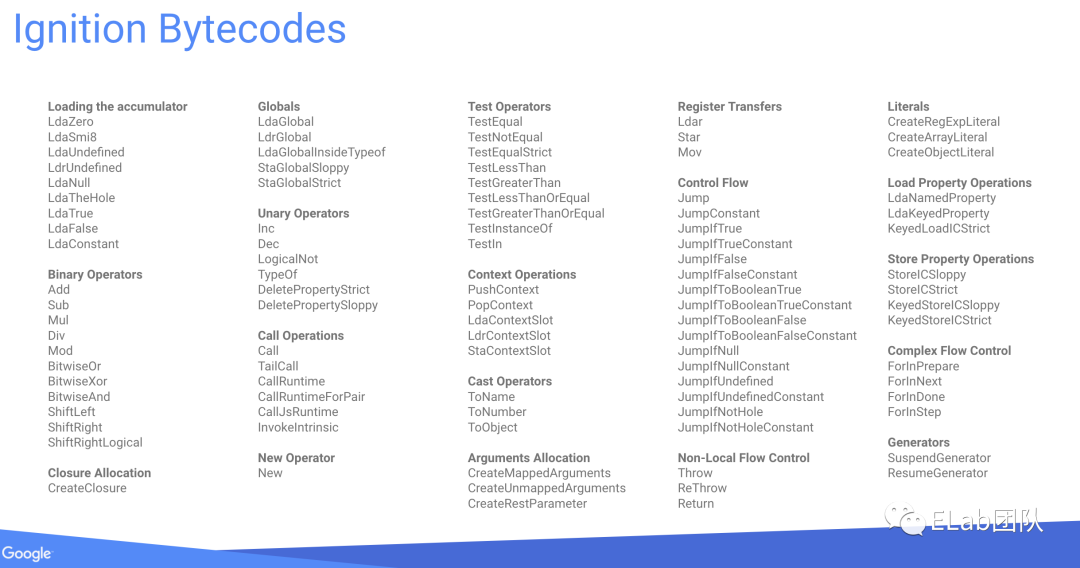 Ignition Bytecodes
Loading the accumulator
LdaZero
LdaSmi8
LdaUndefined
LdrUndefined
LdaNull
LdaTheHole
LdaTrue
LdaFalse
LdaConstant
Binary Operators
Add
Sub
Mul
Div
Mod
BitwiseOr
BitwiseXor
BitwiseAnd
ShiftLeft
ShiftRight
ShiftRightLogical
Closure Allocation
CreateClosure
Globals
LdaGlobal
LdrGlobal
LdaGlobalInsideTypeof
StaGlobalSloppy
StaGlobalStrict
Unary Operators
Inc
Dec
LogicalNot
TypeOf
DeletePropertyStrict
DeletePropertySloppy
Call Operations
Call
TailCall
CallRuntime
CallRuntimeForPair
CallJsRuntime
InvokeIntrinsic
New Operator
New
Test Operators
TestEqual
TestNotEqual
TestEqualStrict
TestLessThan
TestGreaterThan
TestLessThanOrEqual
TestGreaterThanOrEqual
TestInstanceOf
TestIn
Context Operations
PushContext
PopContext
LdaContextSlot
LdrContextSlot
StaContextSlot
Cast Operators
ToName
ToNumber
ToObject
Arguments Allocation
CreateMappedArguments
CreateUnmappedArguments
CreateRestParameter
Register Transfers
Ldar
Star
Mov
Control Flow
Jump
JumpConstant
JumpIfTrue
JumpIfTrueConstant
JumpIfFalse
JumpIfFalseConstant
JumpIfToBooleanTrue
JumpIfToBooleanTrueConstant
JumpIfToBooleanFalse
JumpIfToBooleanFalseConstant
JumpIfNull
JumpIfNullConstant
JumpIfUndefined
JumpIfUndefinedConstant
JumpIfNotHole
JumpIfNotHoleConstant
Non-Local Flow Control
Throw
ReThrow
Return
Literals
CreateRegExpLiteral
CreateArrayLiteral
CreateObjectLiteral
Load Property Operations
LdaNamedProperty
LdaKeyedProperty
KeyedLoadICStrict
Store Property Operations
StoreICSloppy
StoreICStrict
KeyedStoreICSloppy
KeyedStoreICStrict
Complex Flow Control
ForInPrepare
ForInNext
ForInDone
ForInStep
Generators
SuspendGenerator
ResumeGenerator
ELab团队
Google